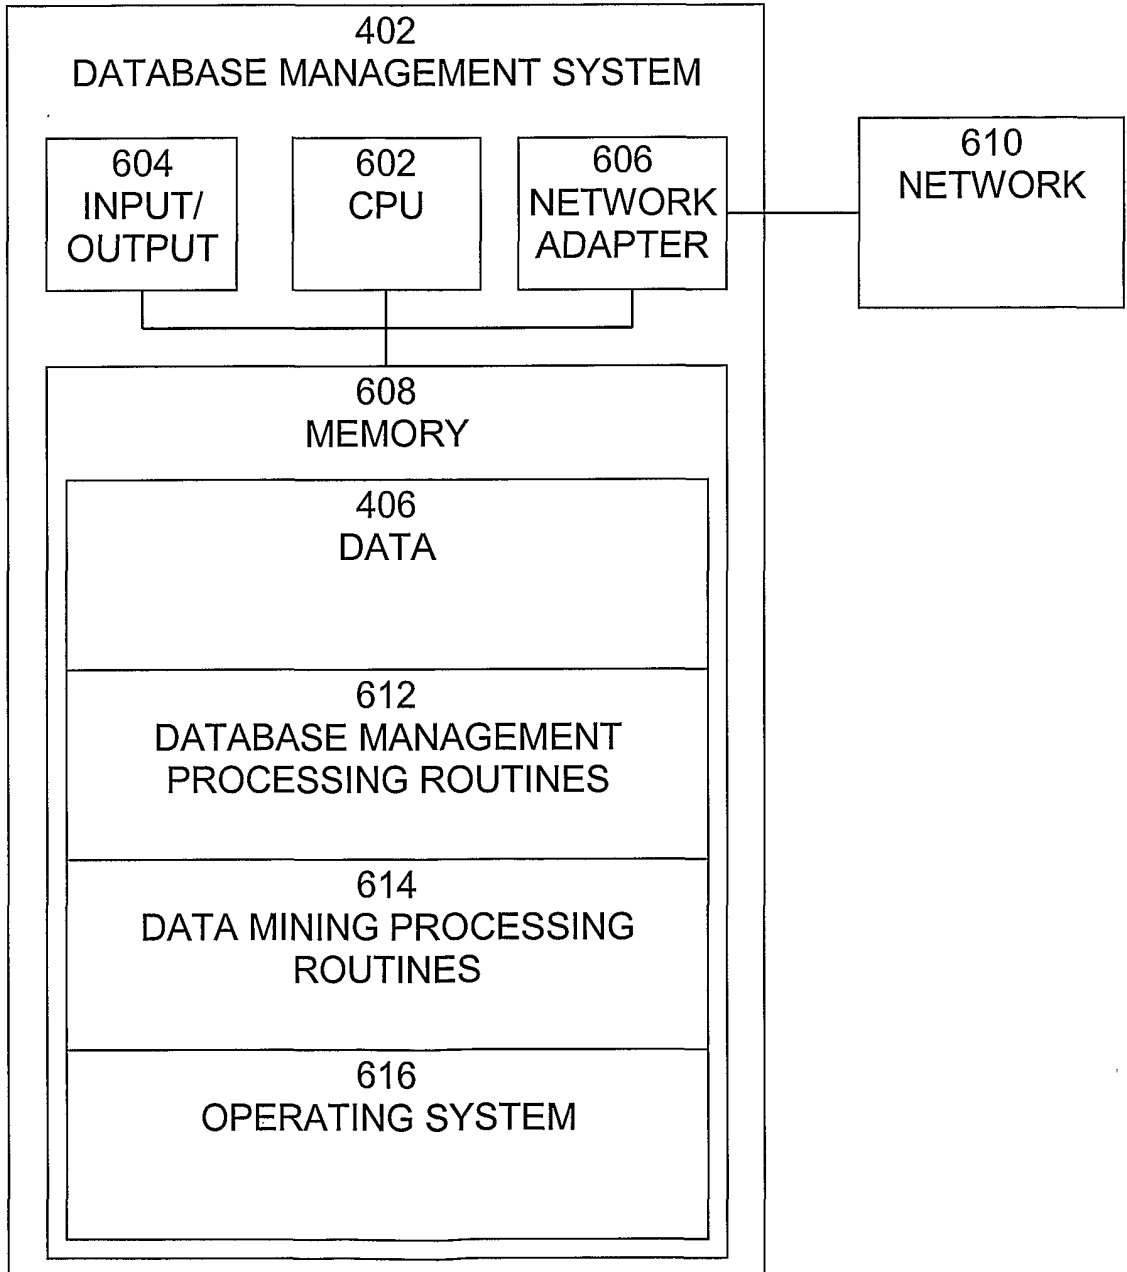 402
DATABASE MANAGEMENT SYSTEM
604
INPUT/
OUTPUT
602
CPU
606
NETWORK
ADAPTER
610
NETWORK
608
MEMORY
406
DATA
612
DATABASE MANAGEMENT
PROCESSING ROUTINES
614
DATA MINING PROCESSING
ROUTINES
616
OPERATING SYSTEM